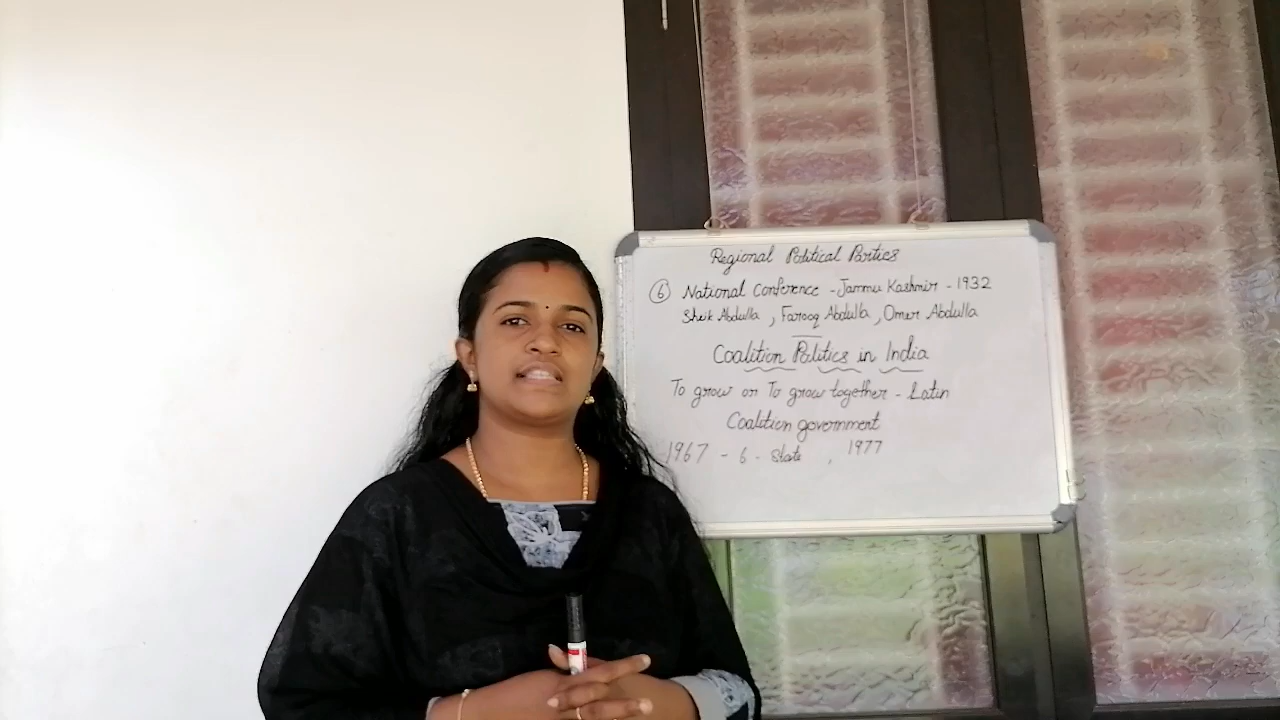 Regional Political Parties
6 National Conference - Jammu Kashmir - 1932
Sheik Abdulla , Farooq Abdulla , Omer Abdulla
Coalition Politics in India
To grow or To grow together - Latin
Coalition government
1967 - 6 - State , 1977